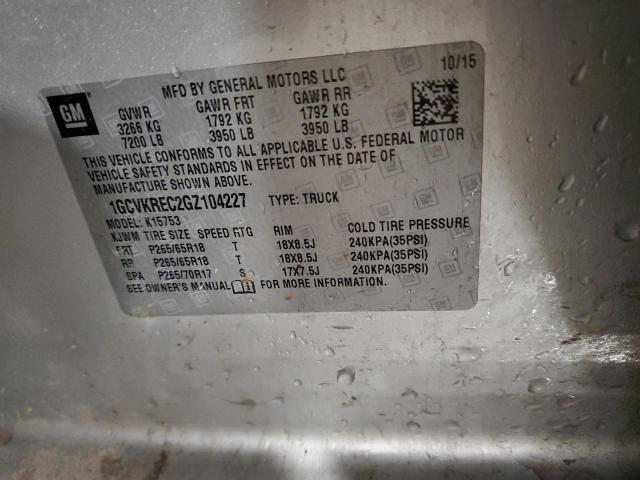 GM
MFD BY GENERAL MOTORS LLC 10/15
GVWR GAWR FRT GAWR RR
3266 KG 1792 KG 1792 KG
7200 LB 3950 LB 3950 LB
THIS VEHICLE CONFORMS TO ALL APPLICABLE U.S. FEDERAL MOTOR
VEHICLE SAFETY STANDARDS IN EFFECT ON THE DATE OF
MANUFACTURE SHOWN ABOVE.
1GCVKREC2GZ104227 TYPE: TRUCK
MODEL: K15753
KJWM TIRE SIZE SPEED RTG RIM COLD TIRE PRESSURE
FRT P265/65R18 T 18X8.5J 240KPA(35PSI)
RR P265/65R18 T 18X8.5J 240KPA(35PSI)
SPA P265/70R17 S 17X7.5J 240KPA(35PSI)
SEE OWNER'S MANUAL FOR MORE INFORMATION.